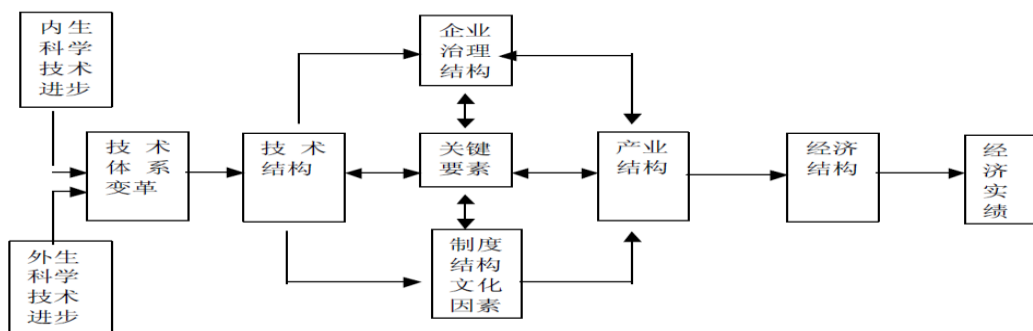 内生
科学
技术
进步
外生
科学
技术
进步
技术
体系
变革
技术
结构
企业
治理
结构
关键
要素
制度
结构
文化
因素
产业
结构
经济
结构
经
济
实
绩